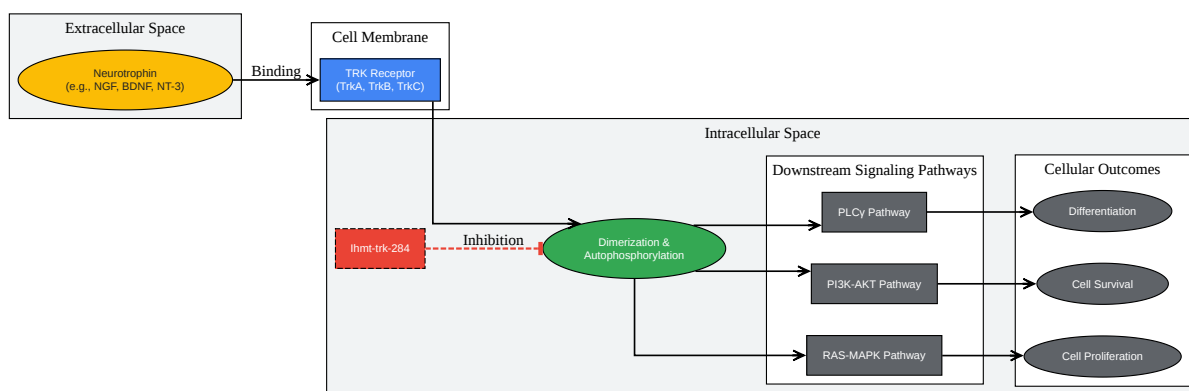 Extracellular Space
Neurotrophin
(e.g., NGF, BDNF, NT-3)
Binding
Cell Membrane
TRK Receptor
(TrkA, TrkB, TrkC)
Intracellular Space
Ihmt-trk-284
Inhibition
Dimerization &
Autophosphorylation
Downstream Signaling Pathways
PLCγ Pathway
PI3K-AKT Pathway
RAS-MAPK Pathway
Cellular Outcomes
Differentiation
Cell Survival
Cell Proliferation